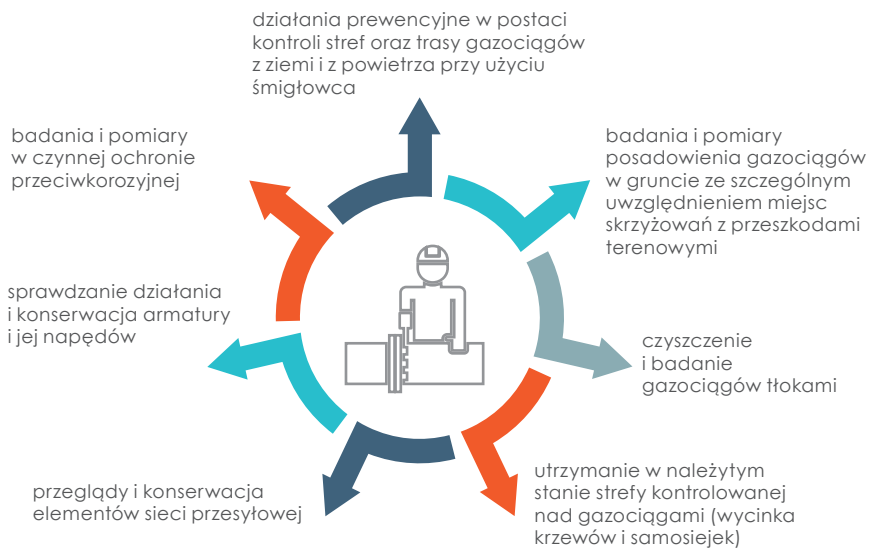 działania prewencyjne w postaci
kontroli stref oraz trasy gazociągów
z ziemi i z powietrza przy użyciu
śmigłowca
badania i pomiary
posadowienia gazociągów
w gruncie ze szczególnym
uwzględnieniem miejsc
skrzyżowań z przeszkodami
terenowymi
czyszczenie
i badanie
gazociągów tłokami
utrzymanie w należytym
stanie strefy kontrolowanej
nad gazociągami (wycinka
krzewów i samosiejek)
przeglądy i konserwacja
elementów sieci przesyłowej
sprawdzanie działania
i konserwacja armatury
i jej napędów
badania i pomiary
w czynnej ochronie
przeciwkorozyjnej